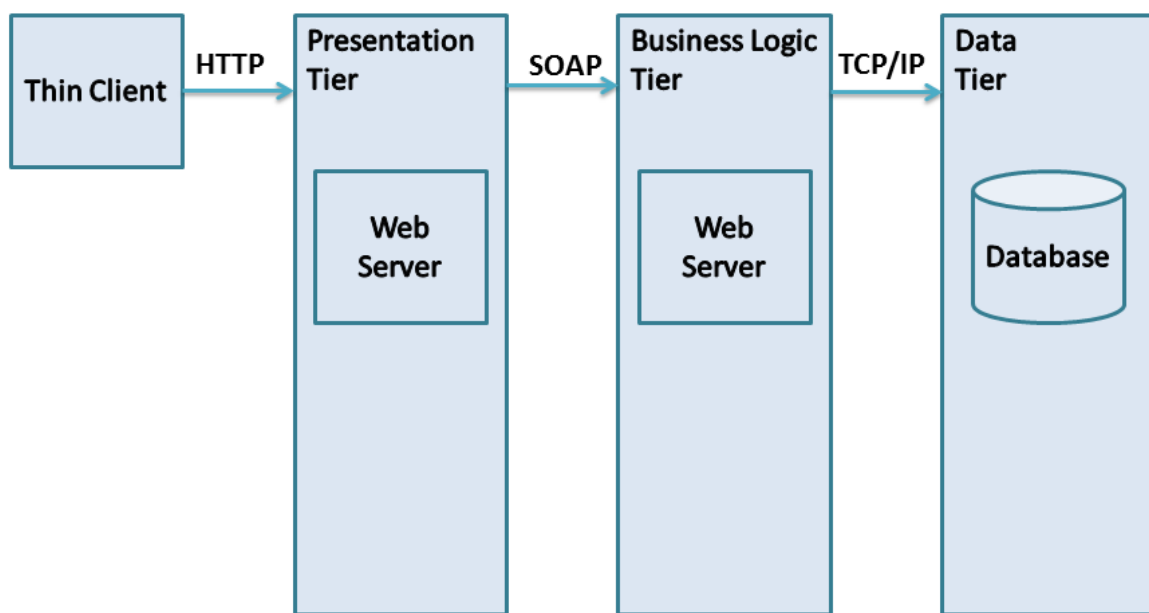 Thin Client
HTTP
Presentation
Tier
Web
Server
SOAP
Business Logic
Tier
Web
Server
TCP/IP
Data
Tier
Database